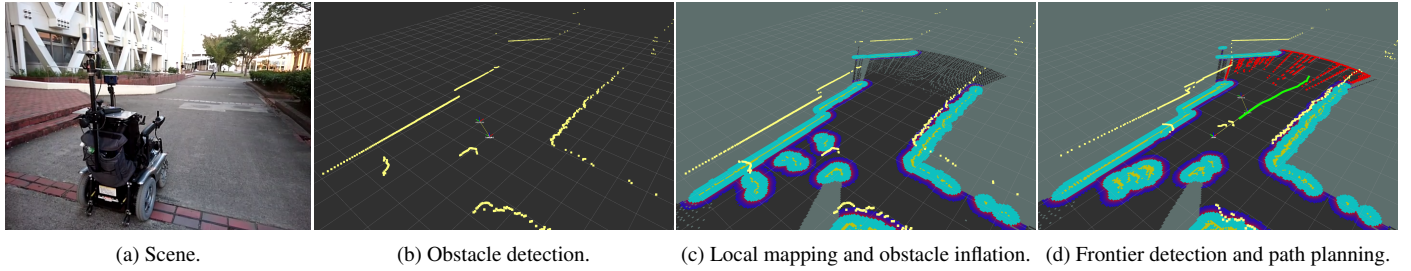 (a) Scene.
(b) Obstacle detection.
(c) Local mapping and obstacle inflation.
(d) Frontier detection and path planning.